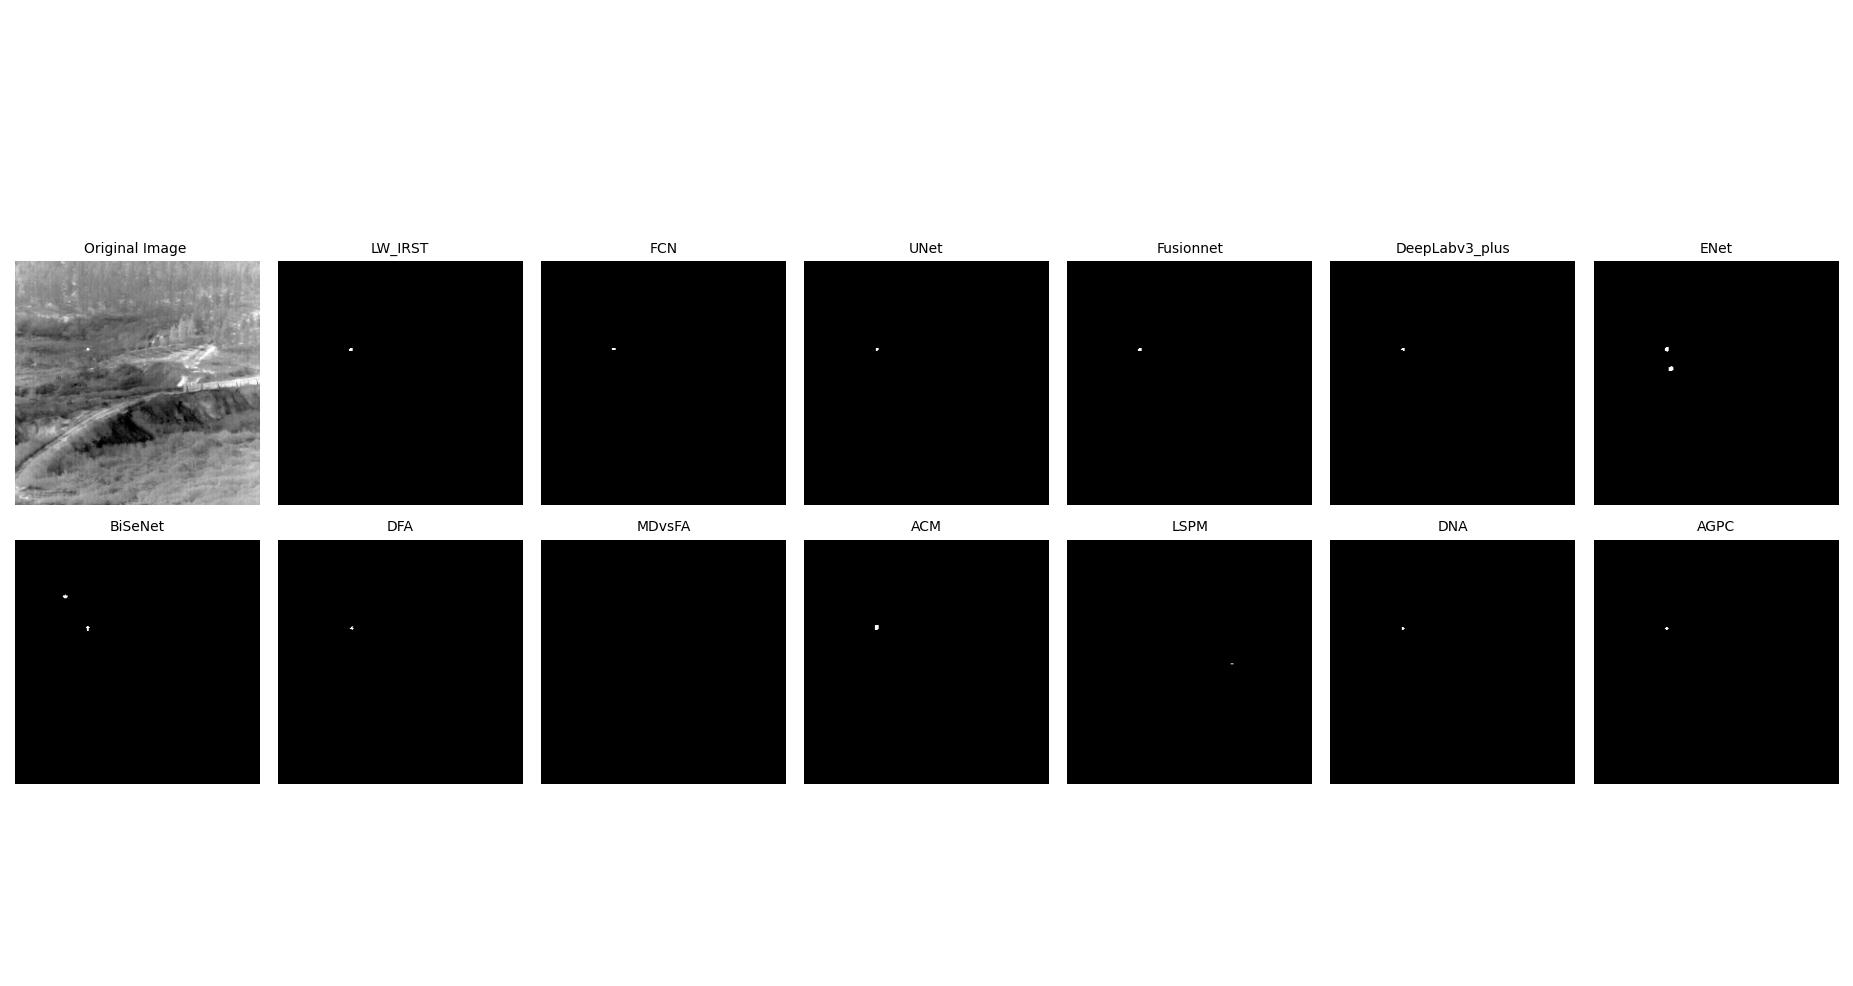 Original Image
LW_IRST
FCN
UNet
Fusionnet
DeepLabv3_plus
ENet
BiSeNet
DFA
MDvsFA
ACM
LSPM
DNA
AGPC